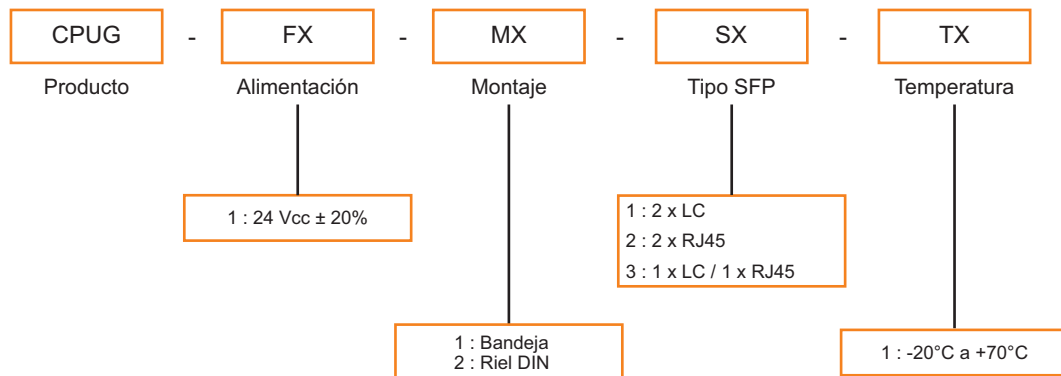 CPUG - FX - MX - SX - TX
Producto Alimentación Montaje Tipo SFP Temperatura
1 : 24 Vcc ± 20%
1 : 2 x LC
2 : 2 x RJ45
3 : 1 x LC / 1 x RJ45
1 : Bandeja
2 : Riel DIN
1 : -20°C a +70°C